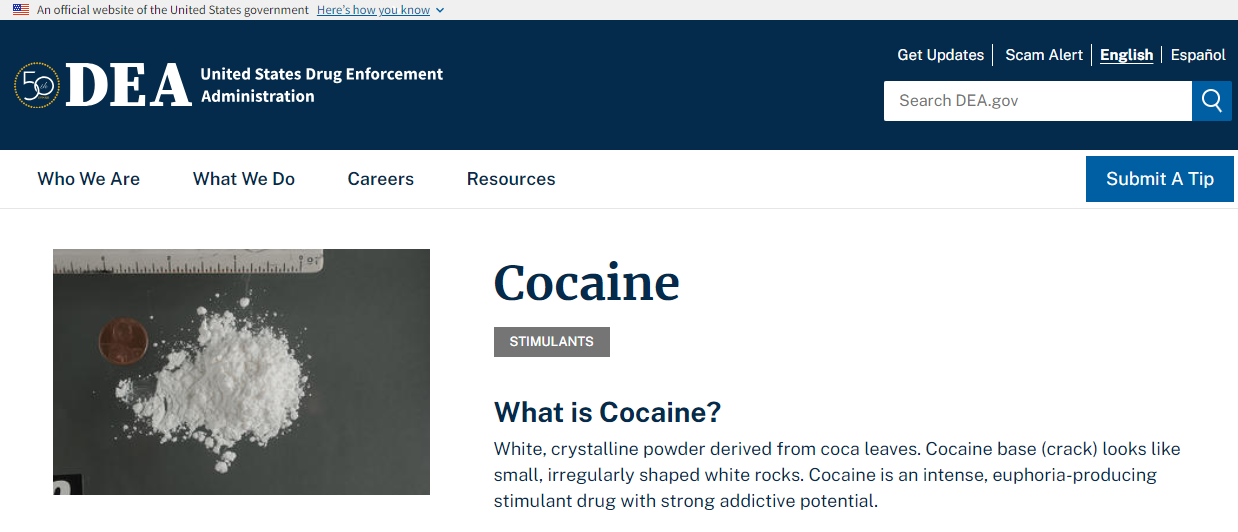 An official website of the United States government Here's how you know
Get Updates Scam Alert English Español
50th DEA United States Drug Enforcement
Administration
Search DEA.gov
Who We Are What We Do Careers Resources Submit A Tip
Cocaine
STIMULANTS
What is Cocaine?
White, crystalline powder derived from coca leaves. Cocaine base (crack) looks like
small, irregularly shaped white rocks. Cocaine is an intense, euphoria-producing
stimulant drug with strong addictive potential.